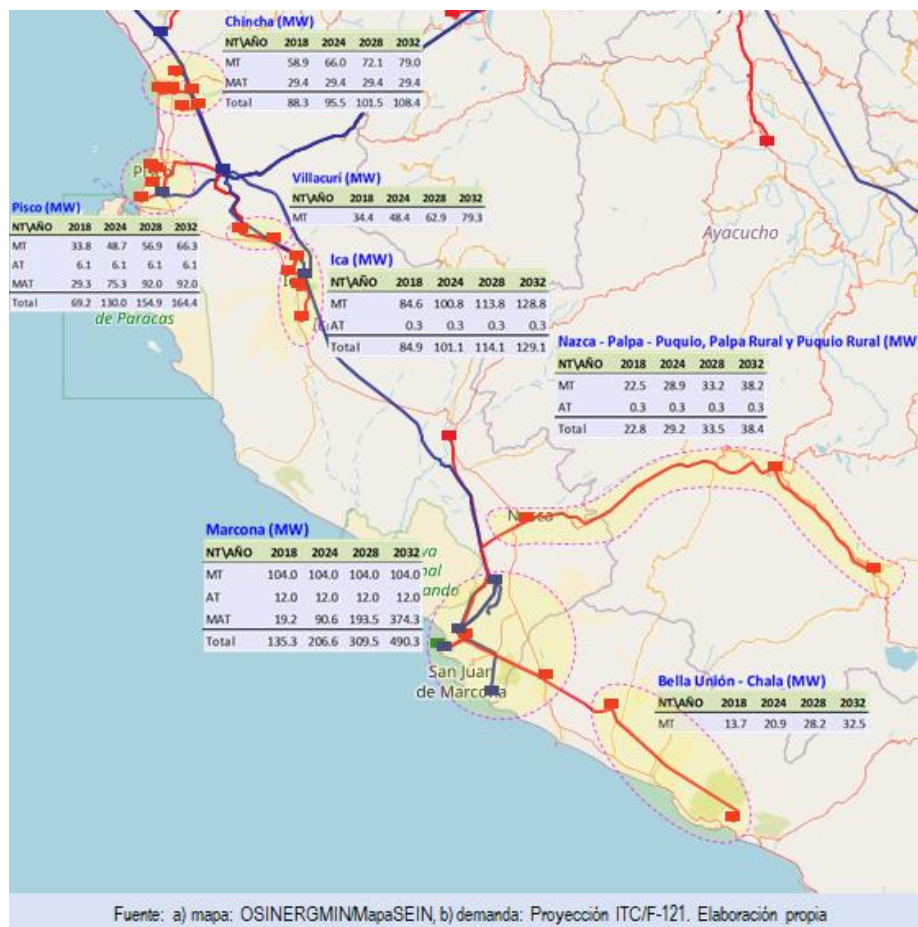 Chincha (MW)
NT\AÑO 2018 2024 2028 2032
MT 58.9 66.0 72.1 79.0
MAT 29.4 29.4 29.4 29.4
Total 88.3 95.5 101.5 108.4
Villacurí (MW)
NT\AÑO 2018 2024 2028 2032
MT 34.4 48.4 62.9 79.3
Pisco (MW)
NT\AÑO 2018 2024 2028 2032
MT 33.8 48.7 56.9 66.3
AT 6.1 6.1 6.1 6.1
MAT 29.3 75.3 92.0 92.0
Total 69.2 130.0 154.9 164.4
de Paracas
Ayacucho
Ica (MW)
NT\AÑO 2018 2024 2028 2032
MT 84.6 100.8 113.8 128.8
AT 0.3 0.3 0.3 0.3
Total 84.9 101.1 114.1 129.1
Nazca - Palpa - Puquio, Palpa Rural y Puquio Rural (MW)
NT\AÑO 2018 2024 2028 2032
MT 22.5 28.9 33.2 38.2
AT 0.3 0.3 0.3 0.3
Total 22.8 29.2 33.5 38.4
Marcona (MW)
NT\AÑO 2018 2024 2028 2032
MT 104.0 104.0 104.0 104.0
AT 12.0 12.0 12.0 12.0
MAT 19.2 90.6 193.5 374.3
Total 135.3 206.6 309.5 490.3
San Juan
de Marcona
Bella Unión - Chala (MW)
NT\AÑO 2018 2024 2028 2032
MT 13.7 20.9 28.2 32.5
Fuente: a) mapa: OSINERGMIN/MapaSEIN, b) demanda: Proyección ITC/F-121. Elaboración propia